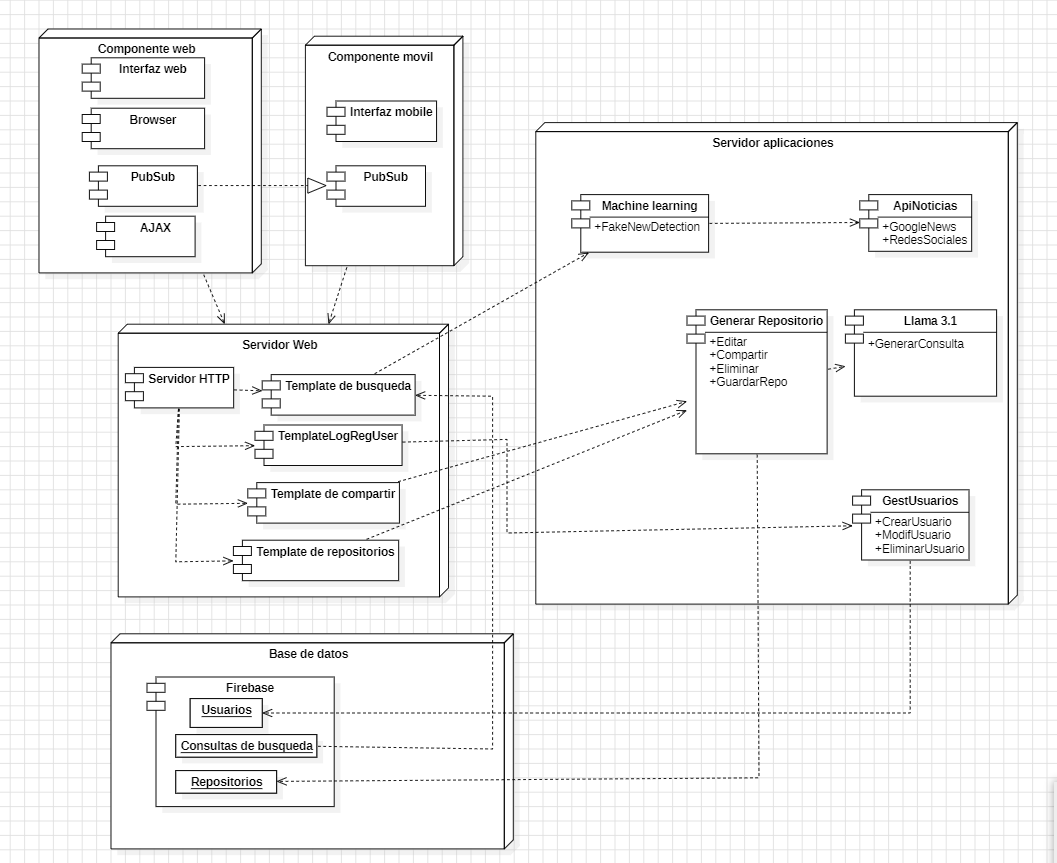 Componente web
Interfaz web
Browser
PubSub
AJAX
Componente movil
Interfaz mobile
PubSub
Servidor aplicaciones
Machine learning
+FakeNewDetection
ApiNoticias
+GoogleNews
+RedesSociales
Generar Repositorio
+Editar
+Compartir
+Eliminar
+GuardarRepo
Llama 3.1
+GenerarConsulta
GestUsuarios
+CrearUsuario
+ModifUsuario
+EliminarUsuario
Servidor Web
Servidor HTTP
Template de busqueda
TemplateLogRegUser
Template de compartir
Template de repositorios
Base de datos
Firebase
Usuarios
Consultas de busqueda
Repositorios